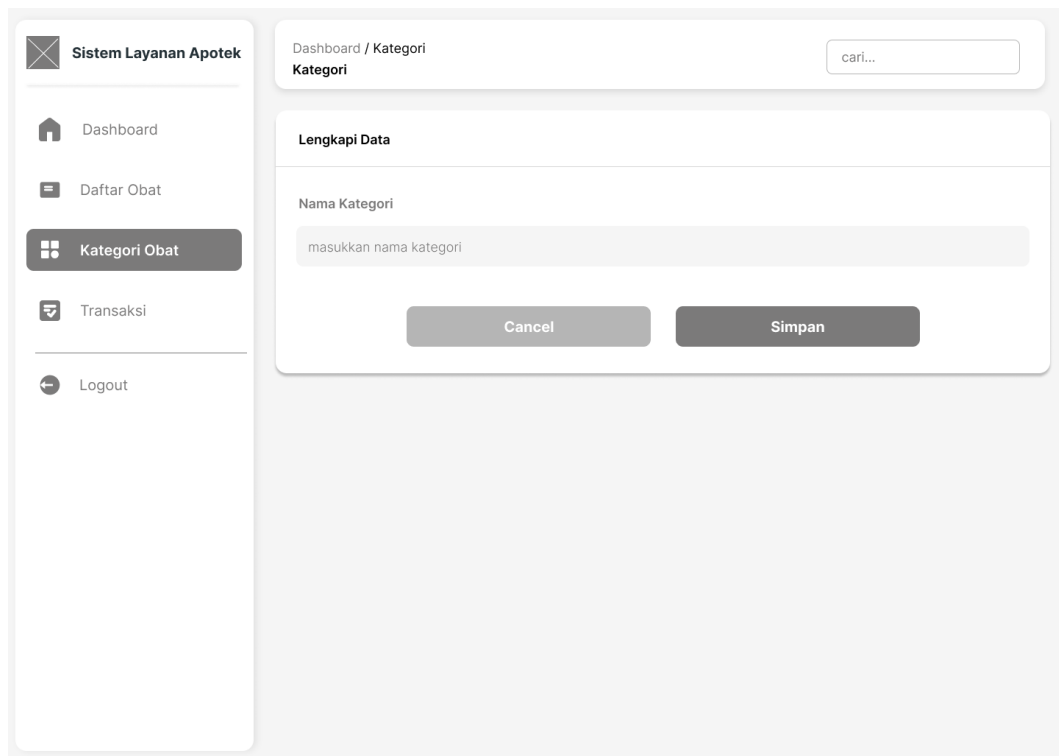 Sistem Layanan Apotek
Dashboard
Daftar Obat
Kategori Obat
Transaksi
Logout
Dashboard / Kategori
Kategori
cari...
Lengkapi Data
Nama Kategori
masukkan nama kategori
Cancel
Simpan